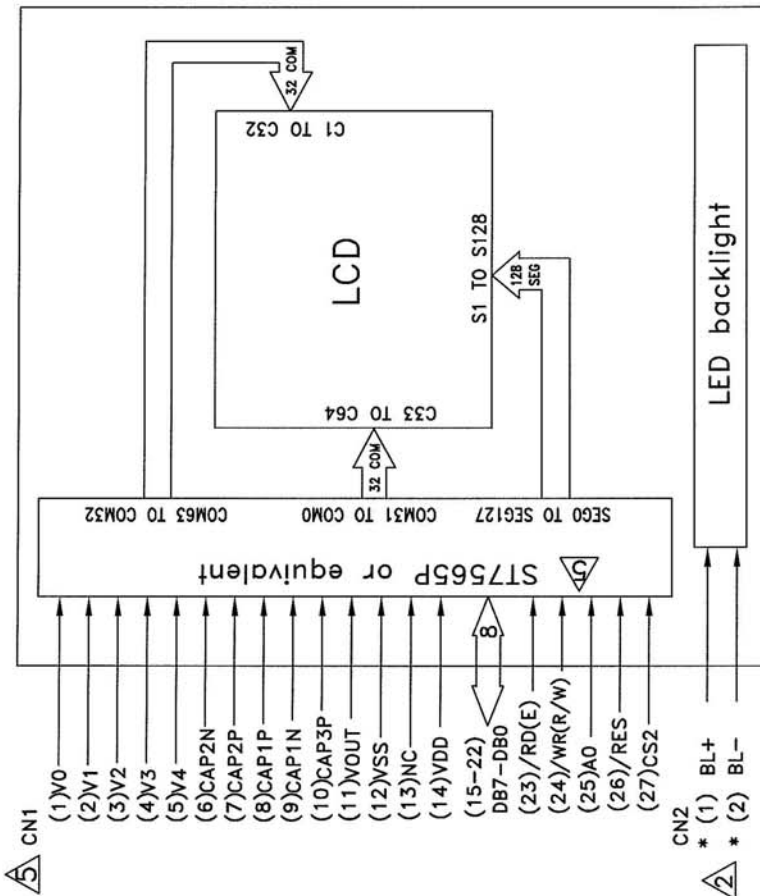 5 CN1
(1)V0
(2)V1
(3)V2
(4)V3
(5)V4
(6)CAP2N
(7)CAP2P
(8)CAP1P
(9)CAP1N
(10)CAP3P
(11)VOUT
(12)VSS
(13)NC
(14)VDD
(15-22)
DB7-DB0
8
(23)/RD(E)
(24)/WR(R/W)
(25)A0
(26)/RES
(27)CS2
CN2
* (1) BL+
2 * (2) BL-
ST7565P or equivalent
5
COM63 TO COM32
COM31 TO COM0
SEG0 TO SEG127
32 COM
32 COM
128
SEG
C1 TO C32
C33 TO C64
S1 TO S128
LCD
LED backlight